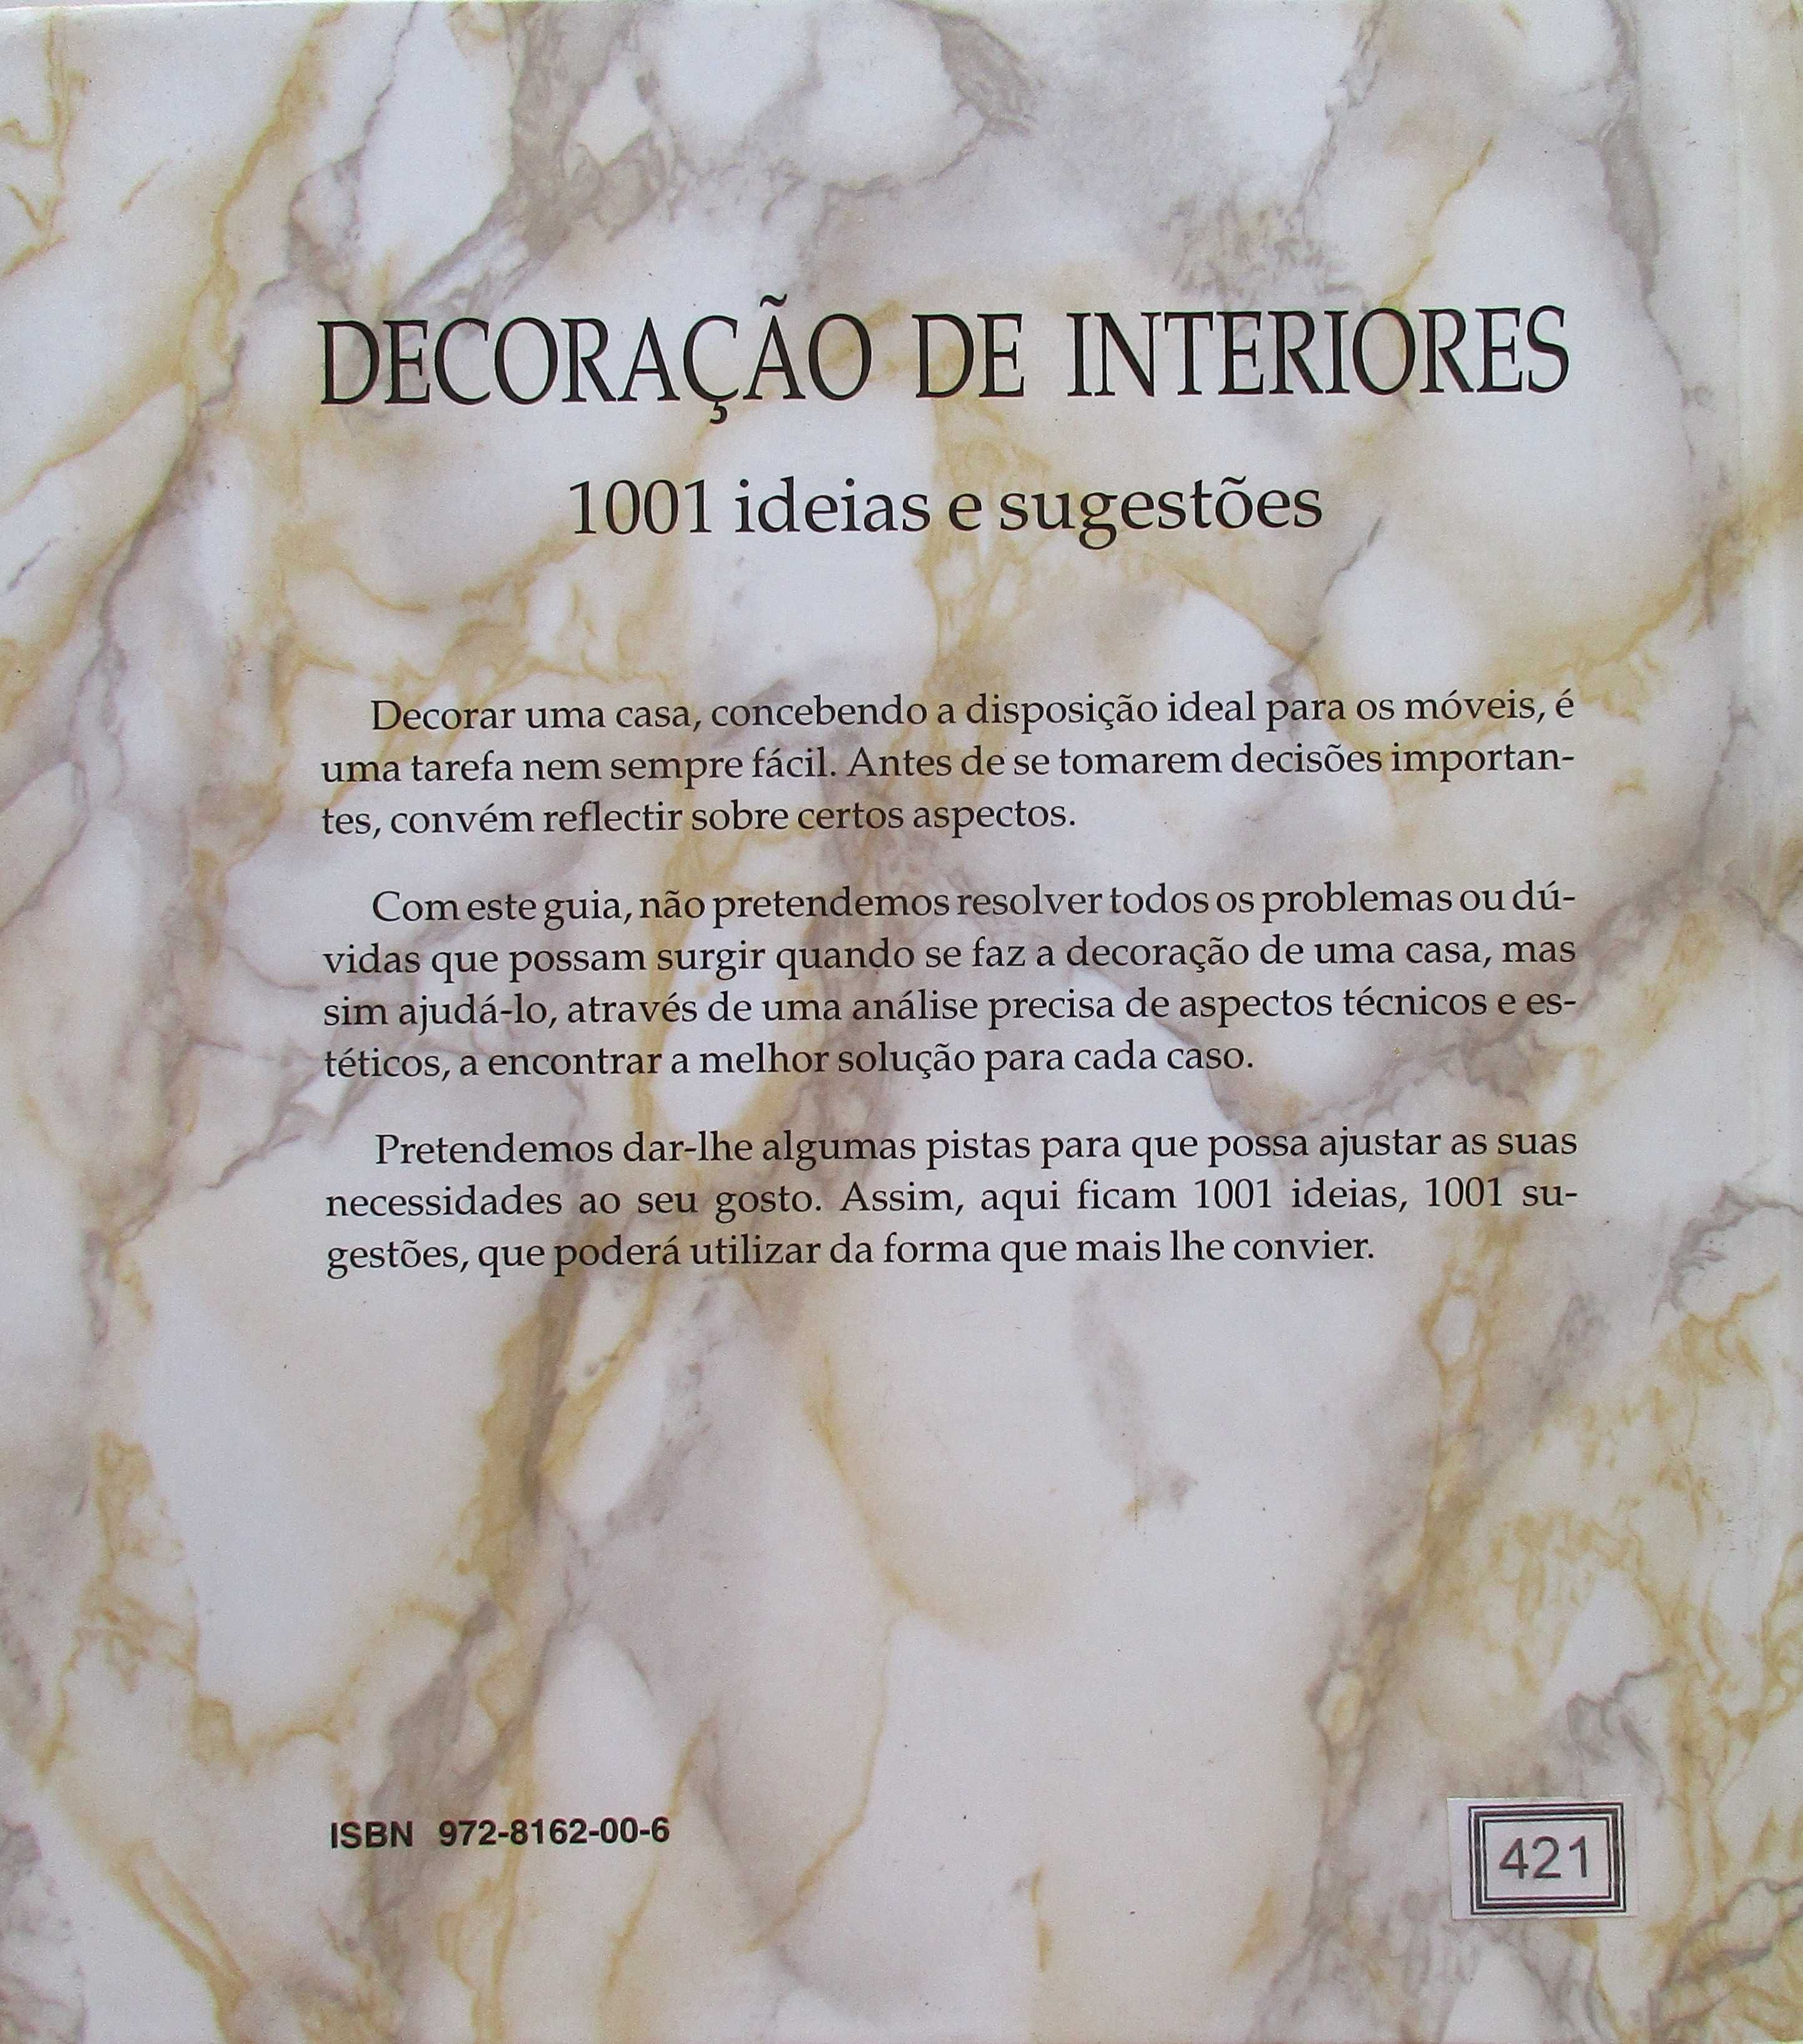 DECORAÇÃO DE INTERIORES
1001 ideias e sugestões
Decorar uma casa, concebendo a disposição ideal para os móveis, é
uma tarefa nem sempre fácil. Antes de se tomarem decisões importan-
tes, convém reflectir sobre certos aspectos.
Com este guia, não pretendemos resolver todos os problemas ou dú-
vidas que possam surgir quando se faz a decoração de uma casa, mas
sim ajudá-lo, através de uma análise precisa de aspectos técnicos e es-
téticos, a encontrar a melhor solução para cada caso.
Pretendemos dar-lhe algumas pistas para que possa ajustar as suas
necessidades ao seu gosto. Assim, aqui ficam 1001 ideias, 1001 su-
gestões, que poderá utilizar da forma que mais lhe convier.
ISBN 972-8162-00-6
421